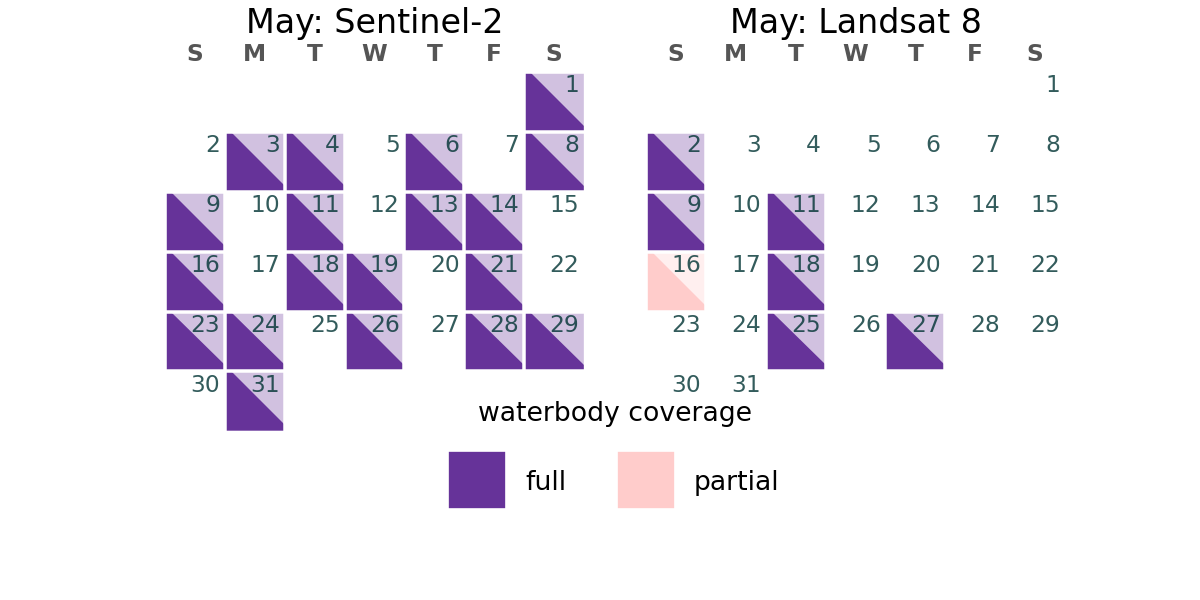 May: Sentinel-2
S M T W T F S
1
2 3 4 5 6 7 8
9 10 11 12 13 14 15
16 17 18 19 20 21 22
23 24 25 26 27 28 29
30 31
May: Landsat 8
S M T W T F S
1
2 3 4 5 6 7 8
9 10 11 12 13 14 15
16 17 18 19 20 21 22
23 24 25 26 27 28 29
30 31
waterbody coverage
full
partial